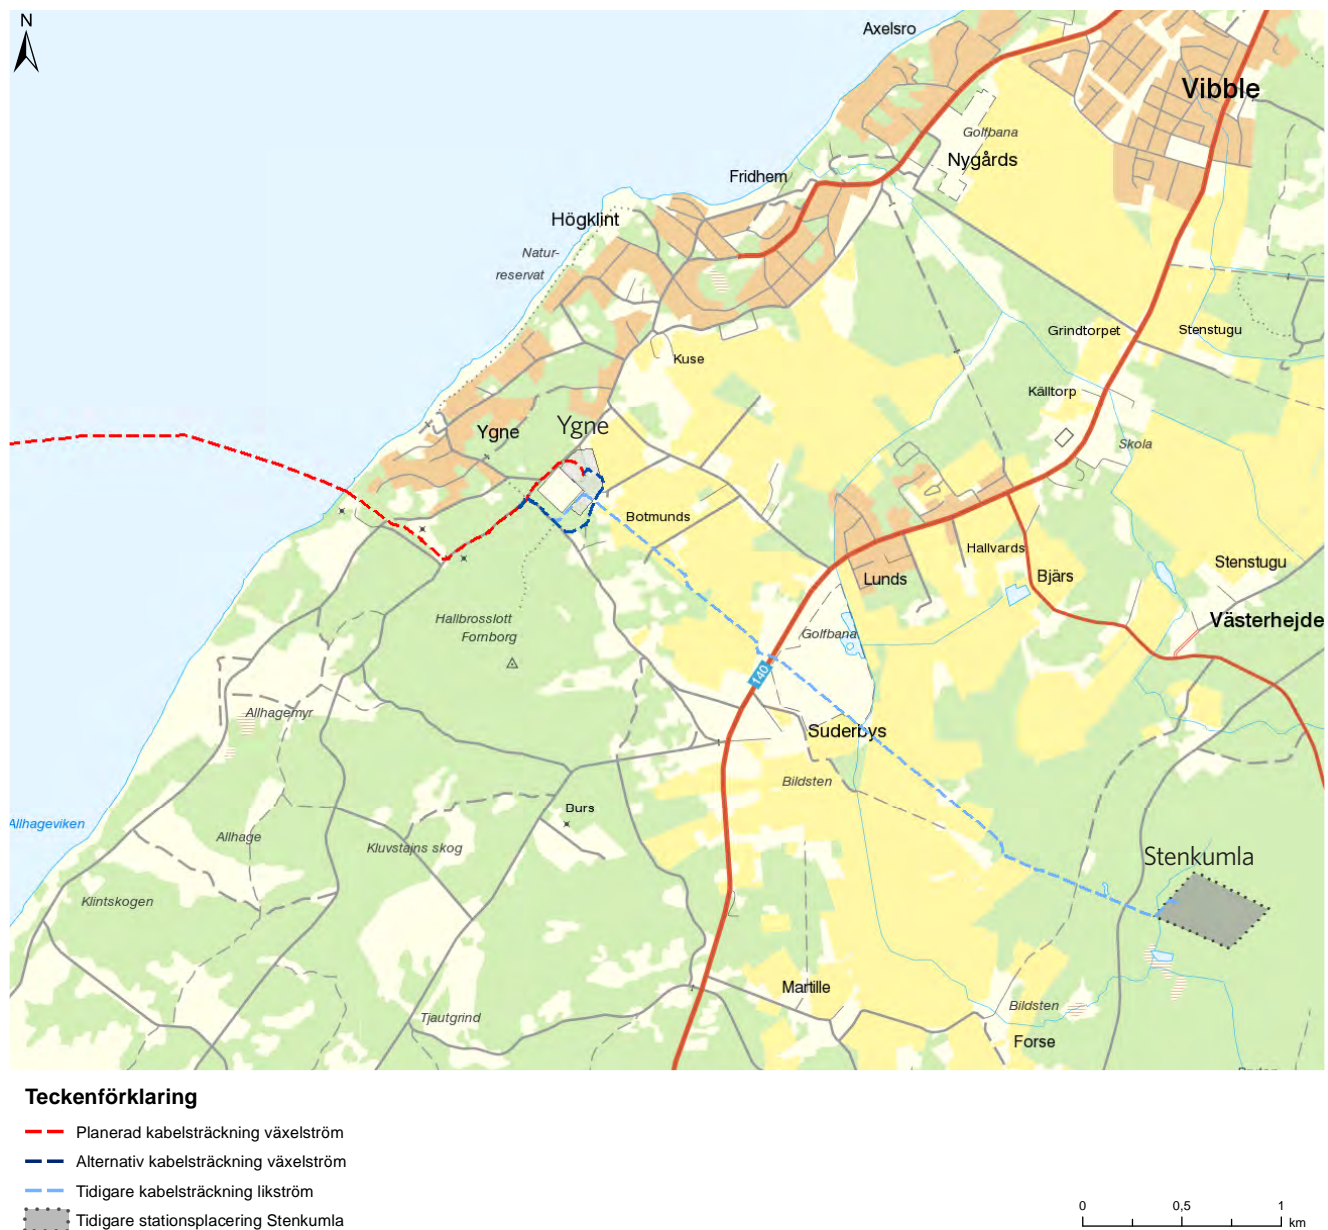 N
Axelsro
Vibble
Golfbana
Nygårds
Fridhem
Högklint
Natur-
reservat
Grindtorpet
Stenstugu
Kuse
Källtorp
Ygne
Ygne
Skola
Botmunds
Hallvards
Lunds
Bjärs
Stenstugu
Västerhejde
Hallbrosslott
Fornborg
Golfbana
140
Allhagemyr
Suderbys
Bildsten
Allhageviken
Durs
Allhage
Kluvstajns skog
Stenkumla
Klintskogen
Martille
Bildsten
Tjautgrind
Forse
Teckenförklaring
Planerad kabelsträckning växelström
Alternativ kabelsträckning växelström
Tidigare kabelsträckning likström
Tidigare stationsplacering Stenkumla
0 0,5 1
km